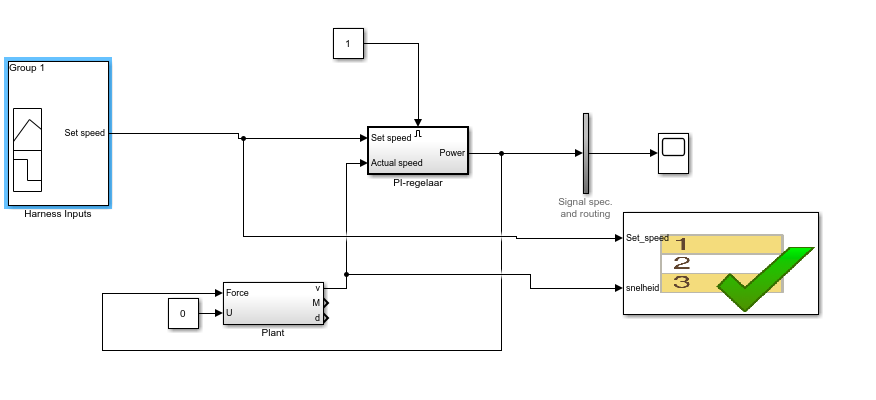 1
Group 1
Set speed
Harness Inputs
Set speed
Actual speed
Power
PI-regelaar
Signal spec.
and routing
Set_speed
snelheid
1
2
3
Force
U
v
M
d
0
Plant